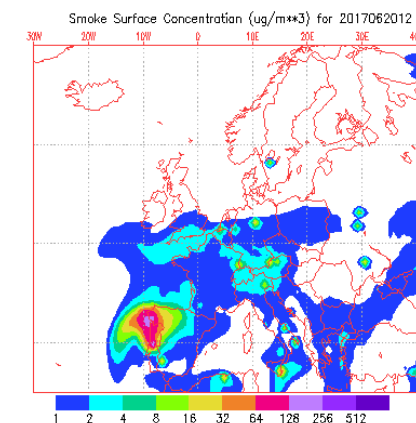 Smoke Surface Concentration (ug/m**3) for 2017062012
30W 20W 10W 0 10E 20E 30E
1 2 4 8 16 32 64 128 256 512